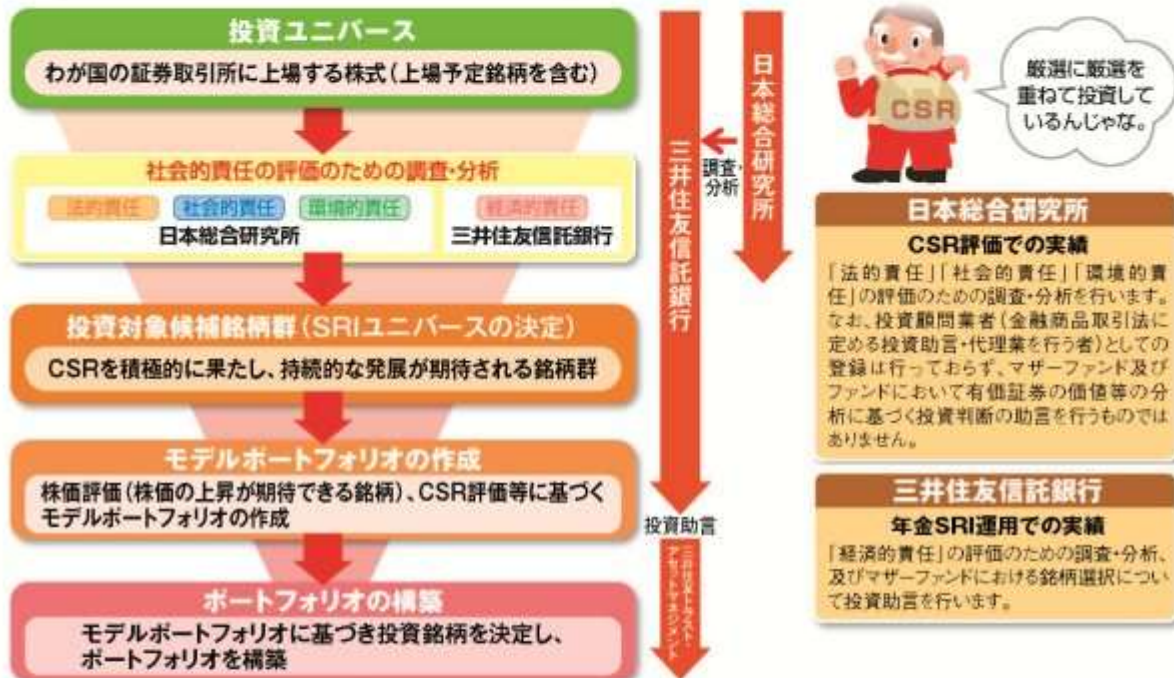 投資ユニバース
わが国の証券取引所に上場する株式(上場予定銘柄を含む)
社会的責任の評価のための調査・分析
法的責任 社会的責任 環境的責任 経済的責任
日本総合研究所 三井住友信託銀行
投資対象候補銘柄群(SRIユニバースの決定)
CSRを積極的に果たし、持続的な発展が期待される銘柄群
モデルポートフォリオの作成
株価評価(株価の上昇が期待できる銘柄)、CSR評価等に基づく
モデルポートフォリオの作成
ポートフォリオの構築
モデルポートフォリオに基づき投資銘柄を決定し、
ポートフォリオを構築
三井住友信託銀行
投資助言
三井住友トラスト・
アセットマネジメント
日本総合研究所
調査・
分析
CSR
厳選に厳選を
重ねて投資して
いるんじゃな。
日本総合研究所
CSR評価での実績
「法的責任」「社会的責任」「環境的責
任」の評価のための調査・分析を行います。
なお、投資顧問業者(金融商品取引法に
定める投資助言・代理業を行う者)としての
登録は行っておらず、マザーファンド及び
ファンドにおいて有価証券の価値等の分
析に基づく投資判断の助言を行うものでは
ありません。
三井住友信託銀行
年金SRI運用での実績
「経済的責任」の評価のための調査・分析、
及びマザーファンドにおける銘柄選択につい
て投資助言を行います。